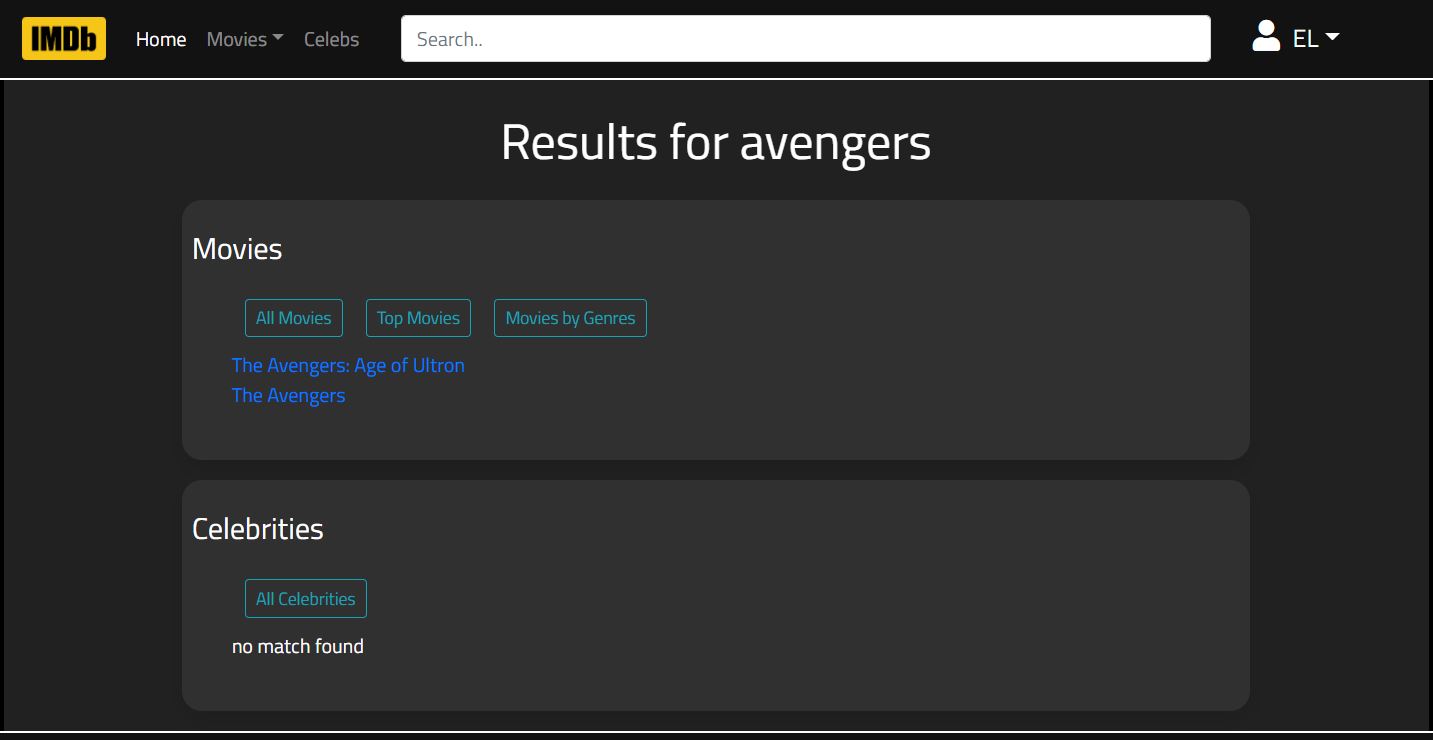 IMDb Home Movies Celebs Search.. EL
Results for avengers
Movies
All Movies Top Movies Movies by Genres
The Avengers: Age of Ultron
The Avengers
Celebrities
All Celebrities
no match found